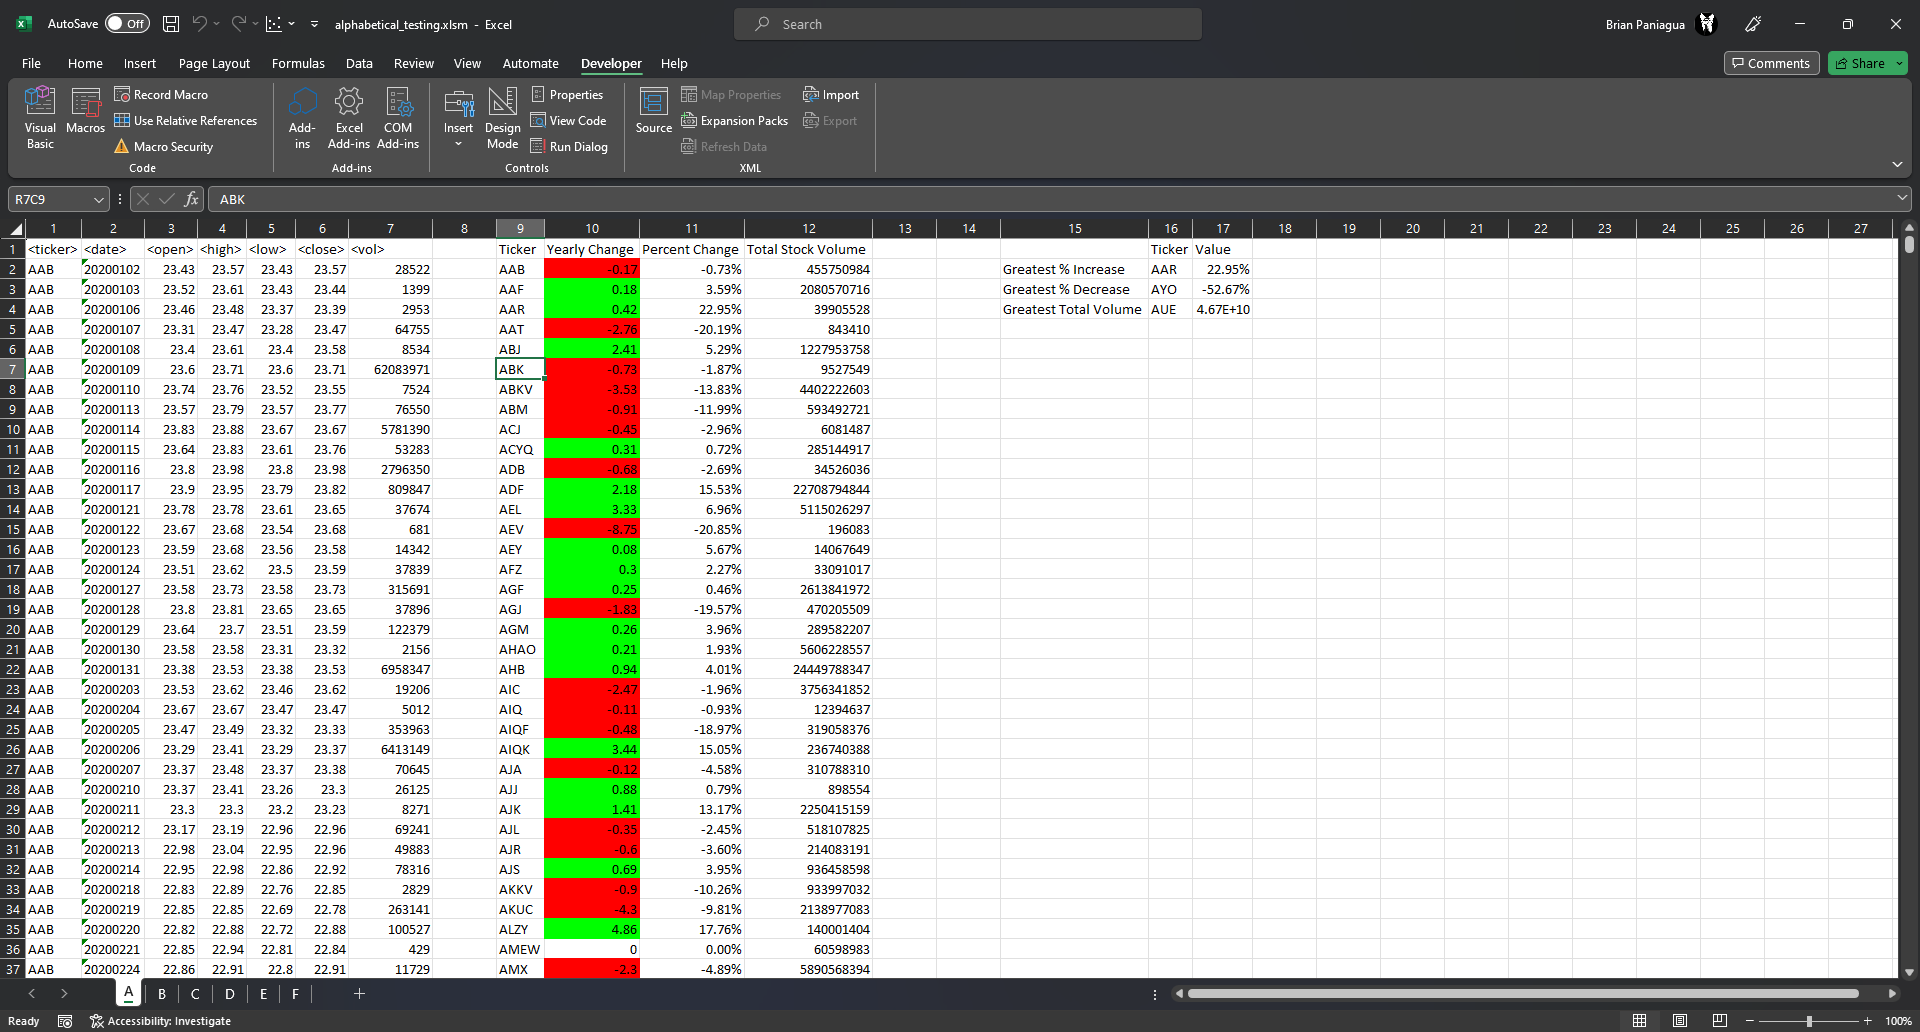 AutoSave Off alphabetical_testing.xlsm - Excel Search Brian Paniagua
File Home Insert Page Layout Formulas Data Review View Automate Developer Help Comments Share
Visual Basic
Macros
Record Macro
Use Relative References
Macro Security
Code
Add-ins
Excel Add-ins
COM Add-ins
Add-ins
Insert
Design Mode
Properties
View Code
Run Dialog
Controls
Source
Map Properties
Expansion Packs
Refresh Data
Import
Export
XML
R7C9 fx ABK
1 2 3 4 5 6 7 8 9 10 11 12 13 14 15 16 17 18 19 20 21 22 23 24 25 26 27
1 <ticker> <date> <open> <high> <low> <close> <vol> Ticker Yearly Change Percent Change Total Stock Volume Ticker Value
2 AAB 20200102 23.43 23.57 23.43 23.57 28522 AAB -0.17 -0.73% 455750984 Greatest % Increase AAR 22.95%
3 AAB 20200103 23.52 23.61 23.43 23.44 1399 AAF 0.18 3.59% 2080570716 Greatest % Decrease AYO -52.67%
4 AAB 20200106 23.46 23.48 23.37 23.39 2953 AAR 0.42 22.95% 39905528 Greatest Total Volume AUE 4.67E+10
5 AAB 20200107 23.31 23.47 23.28 23.47 64755 AAT -2.76 -20.19% 843410
6 AAB 20200108 23.4 23.61 23.4 23.58 8534 ABJ 2.41 5.29% 1227953758
7 AAB 20200109 23.6 23.71 23.6 23.71 62083971 ABK -0.73 -1.87% 9527549
8 AAB 20200110 23.74 23.76 23.52 23.55 7524 ABKV -3.53 -13.83% 4402222603
9 AAB 20200113 23.57 23.79 23.57 23.77 76550 ABM -0.91 -11.99% 593492721
10 AAB 20200114 23.83 23.88 23.67 23.67 5781390 ACJ -0.45 -2.96% 6081487
11 AAB 20200115 23.64 23.83 23.61 23.76 53283 ACYQ 0.31 0.72% 285144917
12 AAB 20200116 23.8 23.98 23.8 23.98 2796350 ADB -0.68 -2.69% 34526036
13 AAB 20200117 23.9 23.95 23.79 23.82 809847 ADF 2.18 15.53% 22708794844
14 AAB 20200121 23.78 23.78 23.61 23.65 37674 AEL 3.33 6.96% 5115026297
15 AAB 20200122 23.67 23.68 23.54 23.68 681 AEV -8.75 -20.85% 196083
16 AAB 20200123 23.59 23.68 23.56 23.58 14342 AEY 0.08 5.67% 14067649
17 AAB 20200124 23.51 23.62 23.5 23.59 37839 AFZ 0.3 2.27% 33091017
18 AAB 20200127 23.58 23.73 23.58 23.73 315691 AGF 0.25 0.46% 2613841972
19 AAB 20200128 23.8 23.81 23.65 23.65 37896 AGJ -1.83 -19.57% 470205509
20 AAB 20200129 23.64 23.7 23.51 23.59 122379 AGM 0.26 3.96% 289582207
21 AAB 20200130 23.58 23.58 23.31 23.32 2156 AHAO 0.21 1.93% 5606228557
22 AAB 20200131 23.38 23.53 23.38 23.53 6958347 AHB 0.94 4.01% 24449788347
23 AAB 20200203 23.53 23.62 23.46 23.62 19206 AIC -2.47 -1.96% 3756341852
24 AAB 20200204 23.67 23.67 23.47 23.47 5012 AIQ -0.11 -0.93% 12394637
25 AAB 20200205 23.47 23.49 23.32 23.33 353963 AIQF -0.48 -18.97% 319058376
26 AAB 20200206 23.29 23.41 23.29 23.37 6413149 AIQK 3.44 15.05% 236740388
27 AAB 20200207 23.37 23.48 23.37 23.38 70645 AJA -0.12 -4.58% 310788310
28 AAB 20200210 23.37 23.41 23.26 23.3 26125 AJJ 0.88 0.79% 898554
29 AAB 20200211 23.3 23.3 23.2 23.23 8271 AJK 1.41 13.17% 2250415159
30 AAB 20200212 23.17 23.19 22.96 22.96 69241 AJL -0.35 -2.45% 518107825
31 AAB 20200213 22.98 23.04 22.95 22.96 49883 AJR -0.6 -3.60% 214083191
32 AAB 20200214 22.95 22.98 22.86 22.92 78316 AJS 0.69 3.95% 936458598
33 AAB 20200218 22.83 22.89 22.76 22.85 2829 AKKV -0.9 -10.26% 933997032
34 AAB 20200219 22.85 22.85 22.69 22.78 263141 AKUC -4.3 -9.81% 2138977083
35 AAB 20200220 22.82 22.88 22.72 22.88 100527 ALZY 4.86 17.76% 140001404
36 AAB 20200221 22.85 22.94 22.81 22.84 429 AMEW 0 0.00% 60598983
37 AAB 20200224 22.86 22.91 22.8 22.91 11729 AMX -2.3 -4.89% 5890568394
A B C D E F
Ready Accessibility: Investigate 100%